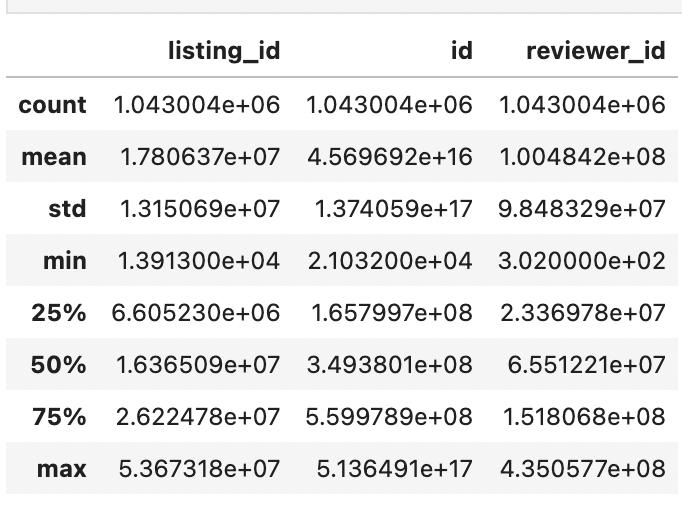 listing_id id reviewer_id
count 1.043004e+06 1.043004e+06 1.043004e+06
mean 1.780637e+07 4.569692e+16 1.004842e+08
std 1.315069e+07 1.374059e+17 9.848329e+07
min 1.391300e+04 2.103200e+04 3.020000e+02
25% 6.605230e+06 1.657997e+08 2.336978e+07
50% 1.636509e+07 3.493801e+08 6.551221e+07
75% 2.622478e+07 5.599789e+08 1.518068e+08
max 5.367318e+07 5.136491e+17 4.350577e+08